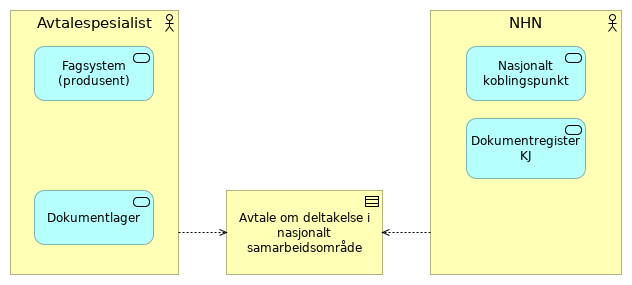 Avtalespesialist
Fagsystem
(produsent)
Dokumentlager
Avtale om deltakelse i
nasjonalt
samarbeidsområde
NHN
Nasjonalt
koblingspunkt
Dokumentregister
KJ